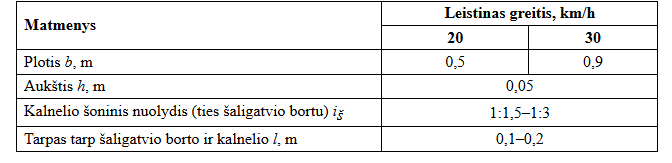 Matmenys
Leistinas greitis, km/h
20 30
Plotis b, m 0,5 0,9
Aukštis h, m 0,05
Kalnelio šoninis nuolydis (ties šaligatvio bortu) iš 1:1,5–1:3
Tarpas tarp šaligatvio borto ir kalnelio l, m 0,1–0,2